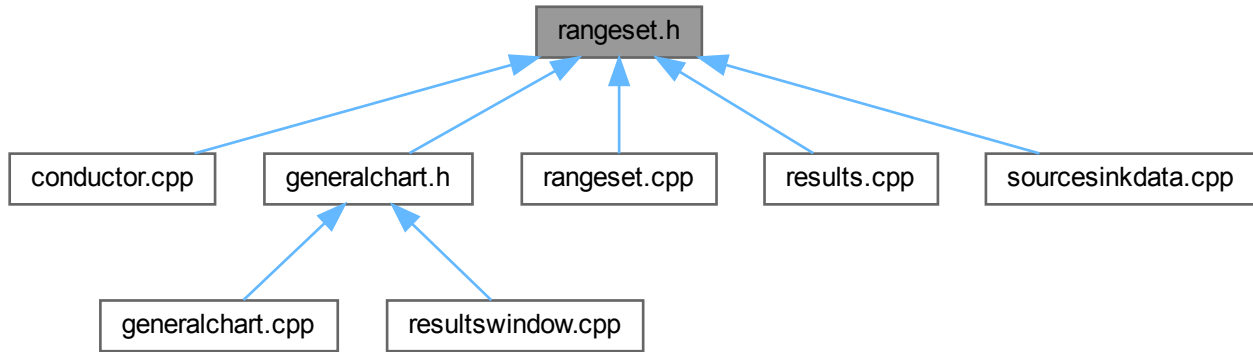 rangeset.h
conductor.cpp
generalchart.h
rangeset.cpp
results.cpp
sourcesinkdata.cpp
generalchart.cpp
resultswindow.cpp